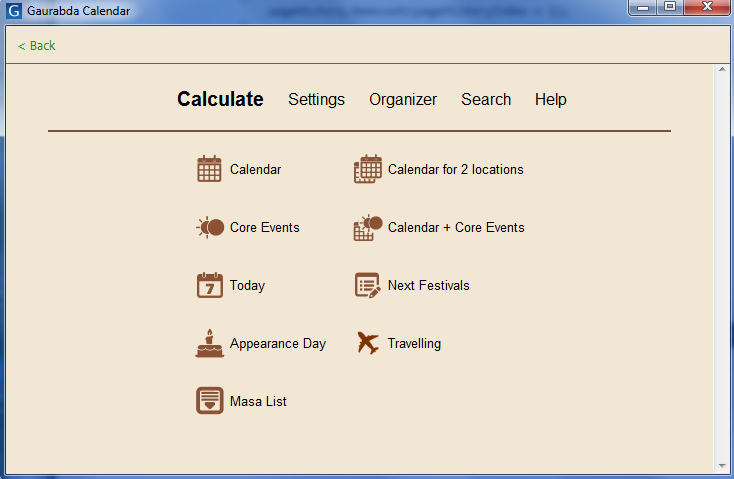 Gaurabda Calendar
< Back
Calculate Settings Organizer Search Help
Calendar Calendar for 2 locations
Core Events Calendar + Core Events
7
Today Next Festivals
Appearance Day Travelling
Masa List